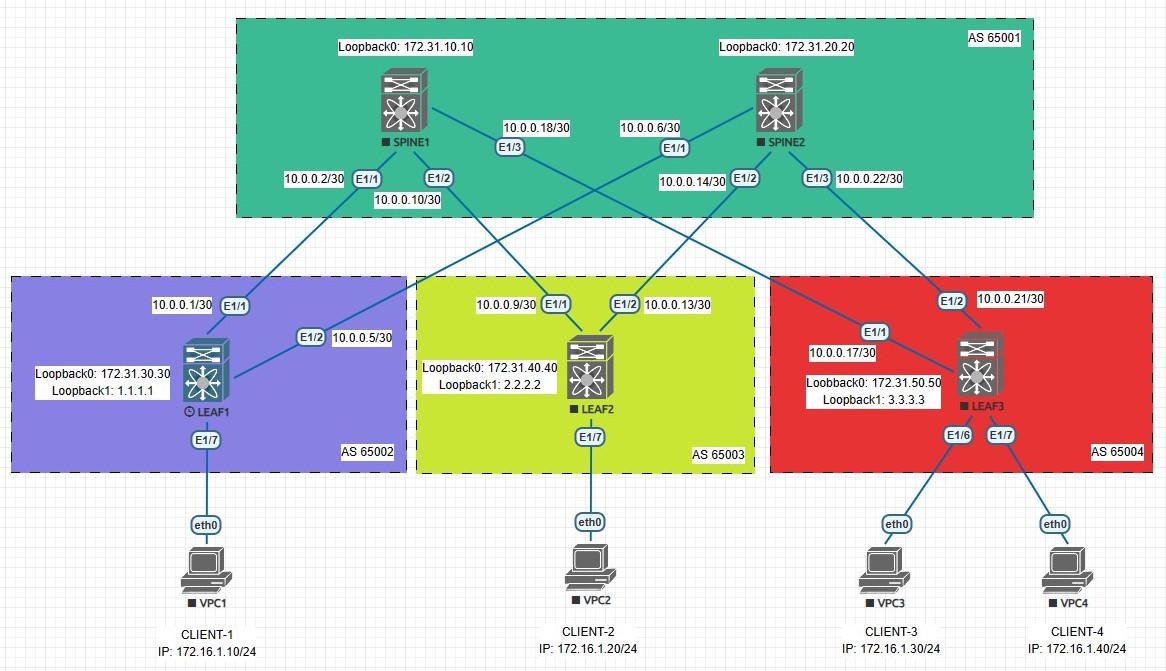 AS 65001
Loopback0: 172.31.10.10
Loopback0: 172.31.20.20
SPINE1
SPINE2
10.0.0.18/30
10.0.0.6/30
E1/3
E1/1
10.0.0.2/30
E1/1
E1/2
10.0.0.10/30
10.0.0.14/30
E1/2
E1/3
10.0.0.22/30
10.0.0.1/30
E1/1
E1/2
10.0.0.5/30
Loopback0: 172.31.30.30
Loopback1: 1.1.1.1
LEAF1
E1/7
AS 65002
10.0.0.9/30
E1/1
E1/2
10.0.0.13/30
Loopback0: 172.31.40.40
Loopback1: 2.2.2.2
LEAF2
E1/7
AS 65003
E1/2
10.0.0.21/30
E1/1
10.0.0.17/30
Loobback0: 172.31.50.50
Loopback1: 3.3.3.3
LEAF3
E1/6
E1/7
AS 65004
eth0
eth0
eth0
eth0
VPC1
VPC2
VPC3
VPC4
CLIENT-1
IP: 172.16.1.10/24
CLIENT-2
IP: 172.16.1.20/24
CLIENT-3
IP: 172.16.1.30/24
CLIENT-4
IP: 172.16.1.40/24